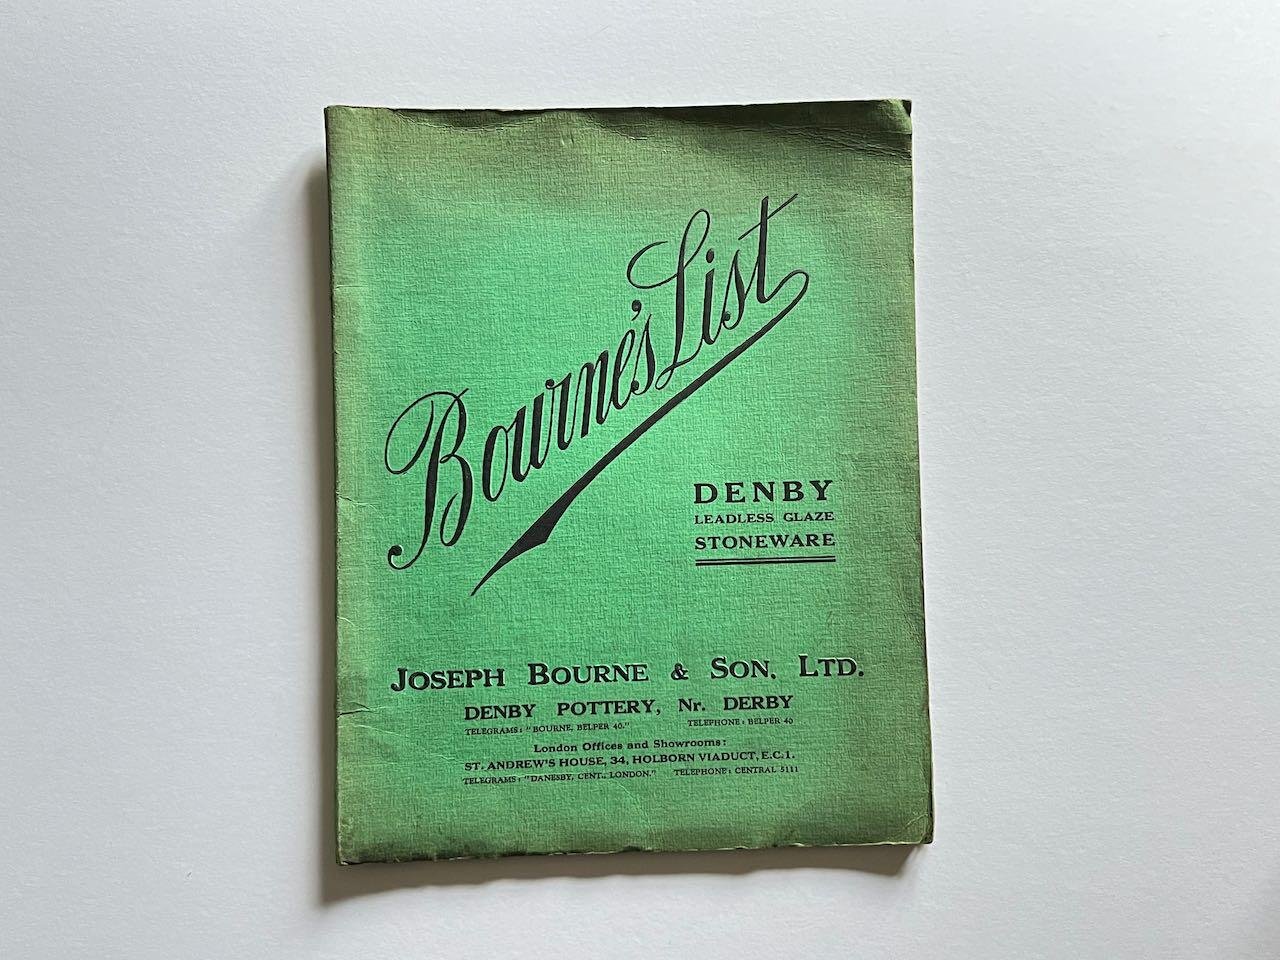 Bourne's List
DENBY
LEADLESS GLAZE
STONEWARE
JOSEPH BOURNE & SON, LTD.
DENBY POTTERY, Nr. DERBY
TELEGRAMS: "BOURNE, BELPER 40." TELEPHONE: BELPER 40
London Offices and Showrooms:
ST. ANDREW'S HOUSE, 34, HOLBORN VIADUCT, E.C.1.
TELEGRAMS: "DANESBY, CENT., LONDON." TELEPHONE: CENTRAL 5111